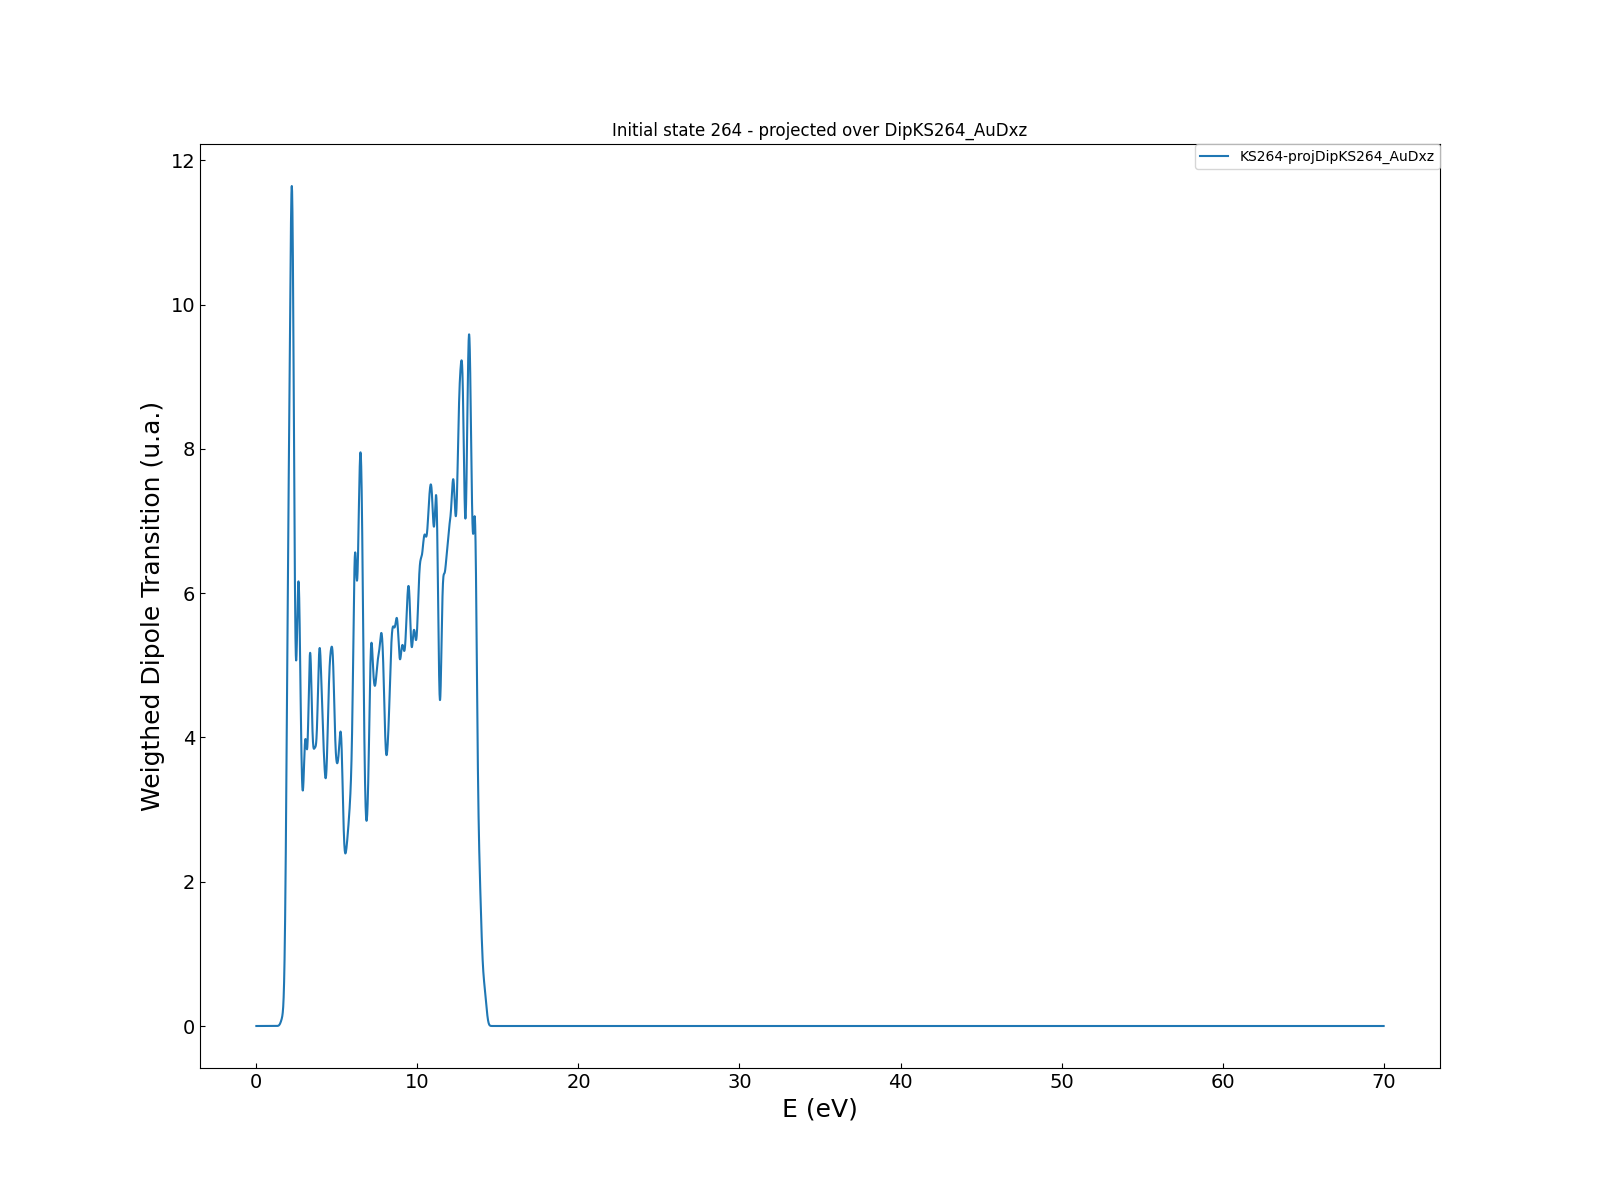 Initial state 264 - projected over DipKS264_AuDxz
KS264-projDipKS264_AuDxz
12
10
8
6
4
2
0
Weigthed Dipole Transition (u.a.)
0 10 20 30 40 50 60 70
E (eV)